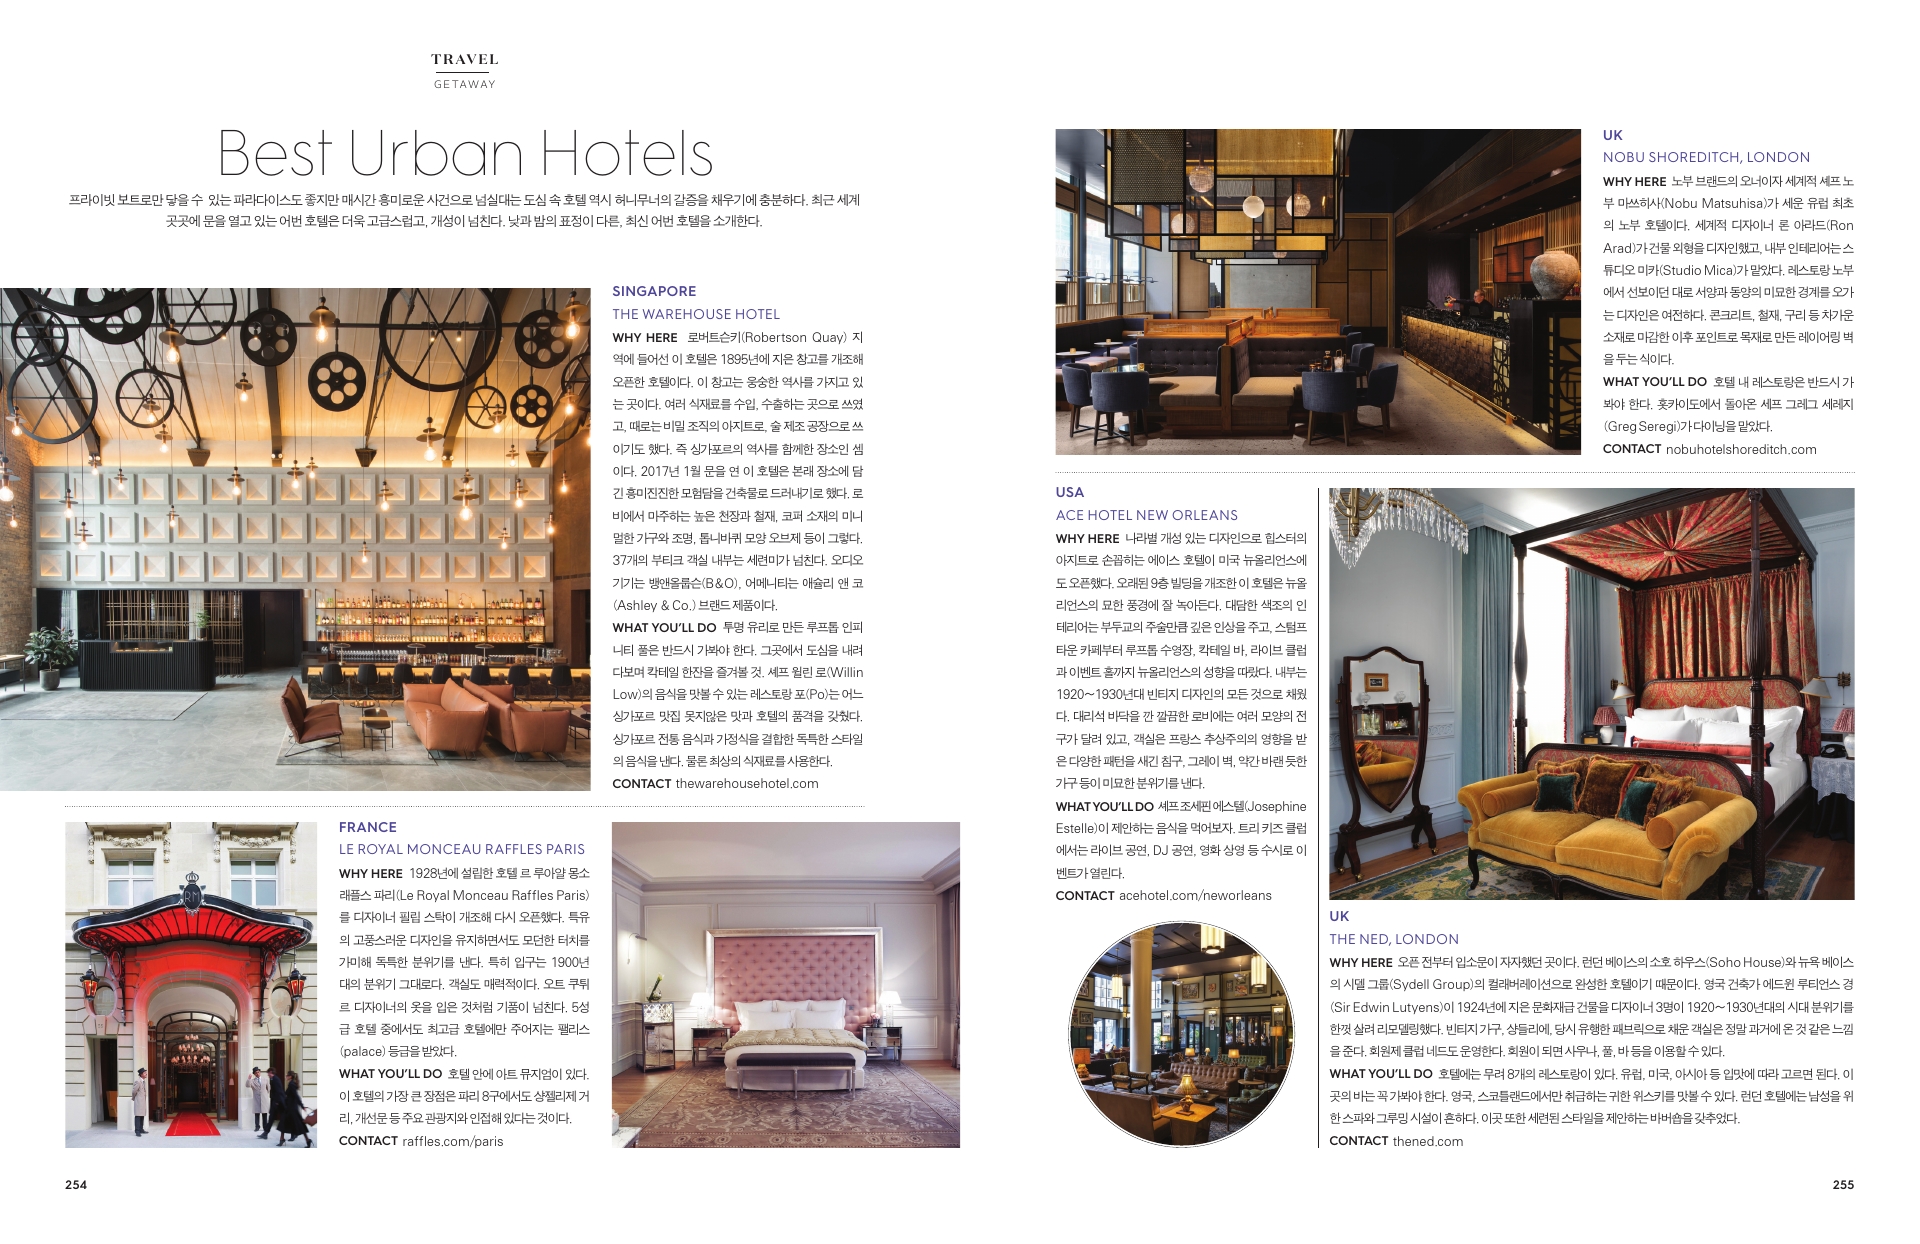 TRAVEL
GETAWAY
Best Urban Hotels
프라이빗 보트로만 닿을 수 있는 파라다이스도 좋지만 매시간 흥미로운 사건으로 넘실대는 도심 속 호텔 역시 허니무너의 갈증을 채우기에 충분하다. 최근 세계
곳곳에 문을 열고 있는 어번 호텔은 더욱 고급스럽고, 개성이 넘친다. 낮과 밤의 표정이 다른, 최신 어번 호텔을 소개한다.
SINGAPORE
THE WAREHOUSE HOTEL
WHY HERE 로버트슨키(Robertson Quay) 지
역에 들어선 이 호텔은 1895년에 지은 창고를 개조해
오픈한 호텔이다. 이 창고는 웅숭한 역사를 가지고 있
는 곳이다. 여러 식재료를 수입, 수출하는 곳으로 쓰였
고, 때로는 비밀 조직의 아지트로, 술 제조 공장으로 쓰
이기도 했다. 즉 싱가포르의 역사를 함께한 장소인 셈
이다. 2017년 1월 문을 연 이 호텔은 본래 장소에 담
긴 흥미진진한 모험담을 건축물로 드러내기로 했다. 로
비에서 마주하는 높은 천장과 철재, 코퍼 소재의 미니
멀한 가구와 조명, 톱니바퀴 모양 오브제 등이 그렇다.
37개의 부티크 객실 내부는 세련미가 넘친다. 오디오
기기는 뱅앤올룹슨(B&O), 어메니티는 애슐리 앤 코
(Ashley & Co.) 브랜드 제품이다.
WHAT YOU'LL DO 투명 유리로 만든 루프톱 인피
니티 풀은 반드시 가봐야 한다. 그곳에서 도심을 내려
다보며 칵테일 한잔을 즐겨볼 것. 셰프 윌린 로(Willin
Low)의 음식을 맛볼 수 있는 레스토랑 포(Po)는 어느
싱가포르 맛집 못지않은 맛과 호텔의 품격을 갖췄다.
싱가포르 전통 음식과 가정식을 결합한 독특한 스타일
의 음식을 낸다. 물론 최상의 식재료를 사용한다.
CONTACT thewarehousehotel.com
FRANCE
LE ROYAL MONCEAU RAFFLES PARIS
WHY HERE 1928년에 설립한 호텔 르 루아얄 몽소
래플스 파리(Le Royal Monceau Raffles Paris)
를 디자이너 필립 스탁이 개조해 다시 오픈했다. 특유
의 고풍스러운 디자인을 유지하면서도 모던한 터치를
가미해 독특한 분위기를 낸다. 특히 입구는 1900년
대의 분위기 그대로다. 객실도 매력적이다. 오트 쿠튀
르 디자이너의 옷을 입은 것처럼 기품이 넘친다. 5성
급 호텔 중에서도 최고급 호텔에만 주어지는 팰리스
(palace) 등급을 받았다.
WHAT YOU'LL DO 호텔 안에 아트 뮤지엄이 있다.
이 호텔의 가장 큰 장점은 파리 8구에서도 샹젤리제 거
리, 개선문 등 주요 관광지와 인접해 있다는 것이다.
CONTACT raffles.com/paris
254
UK
NOBU SHOREDITCH, LONDON
WHY HERE 노부 브랜드의 오너이자 세계적 셰프 노
부 마쓰히사(Nobu Matsuhisa)가 세운 유럽 최초
의 노부 호텔이다. 세계적 디자이너 론 아라드(Ron
Arad)가 건물 외형을 디자인했고, 내부 인테리어는 스
튜디오 미카(Studio Mica)가 맡았다. 레스토랑 노부
에서 선보이던 대로 서양과 동양의 미묘한 경계를 오가
는 디자인은 여전하다. 콘크리트, 철재, 구리 등 차가운
소재로 마감한 이후 포인트로 목재로 만든 레이어링 벽
을 두는 식이다.
WHAT YOU'LL DO 호텔 내 레스토랑은 반드시 가
봐야 한다. 홋카이도에서 돌아온 셰프 그레그 세레지
(Greg Seregi)가 다이닝을 맡았다.
CONTACT nobuhotelshoreditch.com
USA
ACE HOTEL NEW ORLEANS
WHY HERE 나라별 개성 있는 디자인으로 힙스터의
아지트로 손꼽히는 에이스 호텔이 미국 뉴올리언스에
도 오픈했다. 오래된 9층 빌딩을 개조한 이 호텔은 뉴올
리언스의 묘한 풍경에 잘 녹아든다. 대담한 색조의 인
테리어는 부두교의 주술만큼 깊은 인상을 주고, 스텀프
타운 카페부터 루프톱 수영장, 칵테일 바, 라이브 클럽
과 이벤트 홀까지 뉴올리언스의 성향을 따랐다. 내부는
1920~1930년대 빈티지 디자인의 모든 것으로 채웠
다. 대리석 바닥을 깐 깔끔한 로비에는 여러 모양의 전
구가 달려 있고, 객실은 프랑스 추상주의의 영향을 받
은 다양한 패턴을 새긴 침구, 그레이 벽, 약간 바랜 듯한
가구 등이 미묘한 분위기를 낸다.
WHAT YOU'LL DO 셰프 조세핀 에스텔(Josephine
Estelle)이 제안하는 음식을 먹어보자. 트리 키즈 클럽
에서는 라이브 공연, DJ 공연, 영화 상영 등 수시로 이
벤트가 열린다.
CONTACT acehotel.com/neworleans
UK
THE NED, LONDON
WHY HERE 오픈 전부터 입소문이 자자했던 곳이다. 런던 베이스의 소호 하우스(Soho House)와 뉴욕 베이스
의 시델 그룹(Sydell Group)의 컬래버레이션으로 완성한 호텔이기 때문이다. 영국 건축가 에드윈 루티언스 경
(Sir Edwin Lutyens)이 1924년에 지은 문화재급 건물을 디자이너 3명이 1920~1930년대의 시대 분위기를
한껏 살려 리모델링했다. 빈티지 가구, 샹들리에, 당시 유행한 패브릭으로 채운 객실은 정말 과거에 온 것 같은 느낌
을 준다. 회원제 클럽 네드도 운영한다. 회원이 되면 사우나, 풀, 바 등을 이용할 수 있다.
WHAT YOU'LL DO 호텔에는 무려 8개의 레스토랑이 있다. 유럽, 미국, 아시아 등 입맛에 따라 고르면 된다. 이
곳의 바는 꼭 가봐야 한다. 영국, 스코틀랜드에서만 취급하는 귀한 위스키를 맛볼 수 있다. 런던 호텔에는 남성을 위
한 스파와 그루밍 시설이 흔하다. 이곳 또한 세련된 스타일을 제안하는 바버숍을 갖추었다.
CONTACT thened.com
255